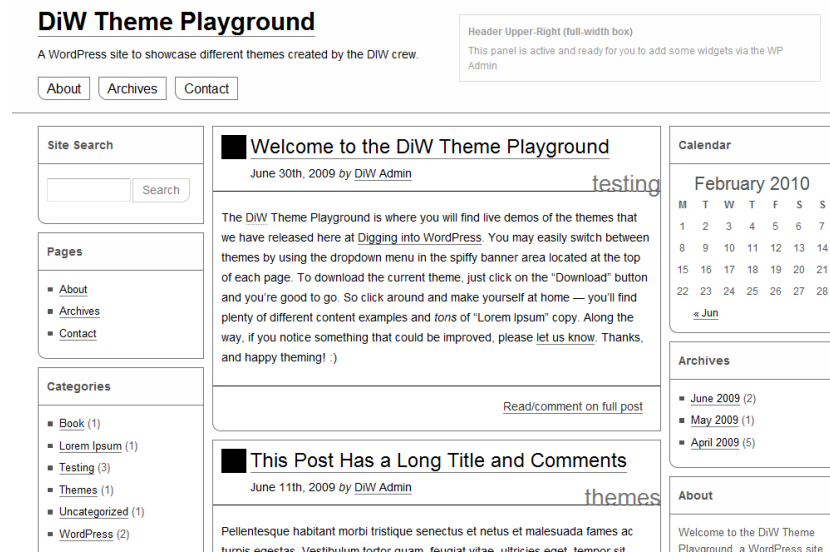 DiW Theme Playground
A WordPress site to showcase different themes created by the DIW crew.
Header Upper-Right (full-width box)
This panel is active and ready for you to add some widgets via the WP
Admin
About
Archives
Contact
Site Search
Search
Pages
About
Archives
Contact
Categories
Book (1)
Lorem Ipsum (1)
Testing (3)
Themes (1)
Uncategorized (1)
WordPress (2)
Welcome to the DiW Theme Playground
June 30th, 2009 by DiW Admin
testing
The DiW Theme Playground is where you will find live demos of the themes that
we have released here at Digging into WordPress. You may easily switch between
themes by using the dropdown menu in the spiffy banner area located at the top
of each page. To download the current theme, just click on the “Download” button
and you’re good to go. So click around and make yourself at home — you’ll find
plenty of different content examples and tons of “Lorem Ipsum” copy. Along the
way, if you notice something that could be improved, please let us know. Thanks,
and happy theming! :)
Read/comment on full post
This Post Has a Long Title and Comments
June 11th, 2009 by DiW Admin
themes
Pellentesque habitant morbi tristique senectus et netus et malesuada fames ac
turpis egestas. Vestibulum tortor quam, feugiat vitae, ultricies eget, tempor sit
Calendar
February 2010
M T W T F S S
1 2 3 4 5 6 7
8 9 10 11 12 13 14
15 16 17 18 19 20 21
22 23 24 25 26 27 28
« Jun
Archives
June 2009 (2)
May 2009 (1)
April 2009 (5)
About
Welcome to the DiW Theme
Playground, a WordPress site